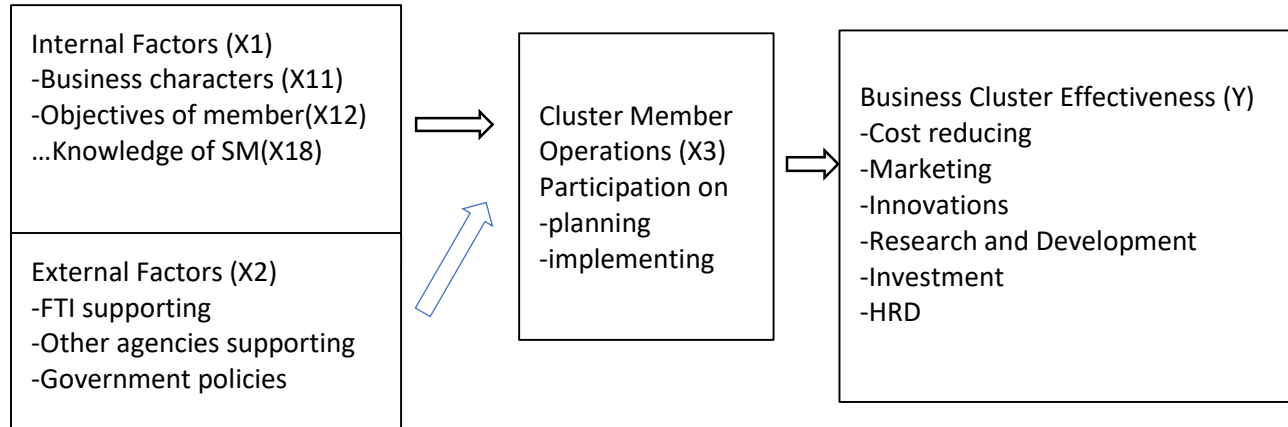 Internal Factors (X1)
-Business characters (X11)
-Objectives of member(X12)
...Knowledge of SM(X18)
External Factors (X2)
-FTI supporting
-Other agencies supporting
-Government policies
Cluster Member
Operations (X3)
Participation on
-planning
-implementing
Business Cluster Effectiveness (Y)
-Cost reducing
-Marketing
-Innovations
-Research and Development
-Investment
-HRD